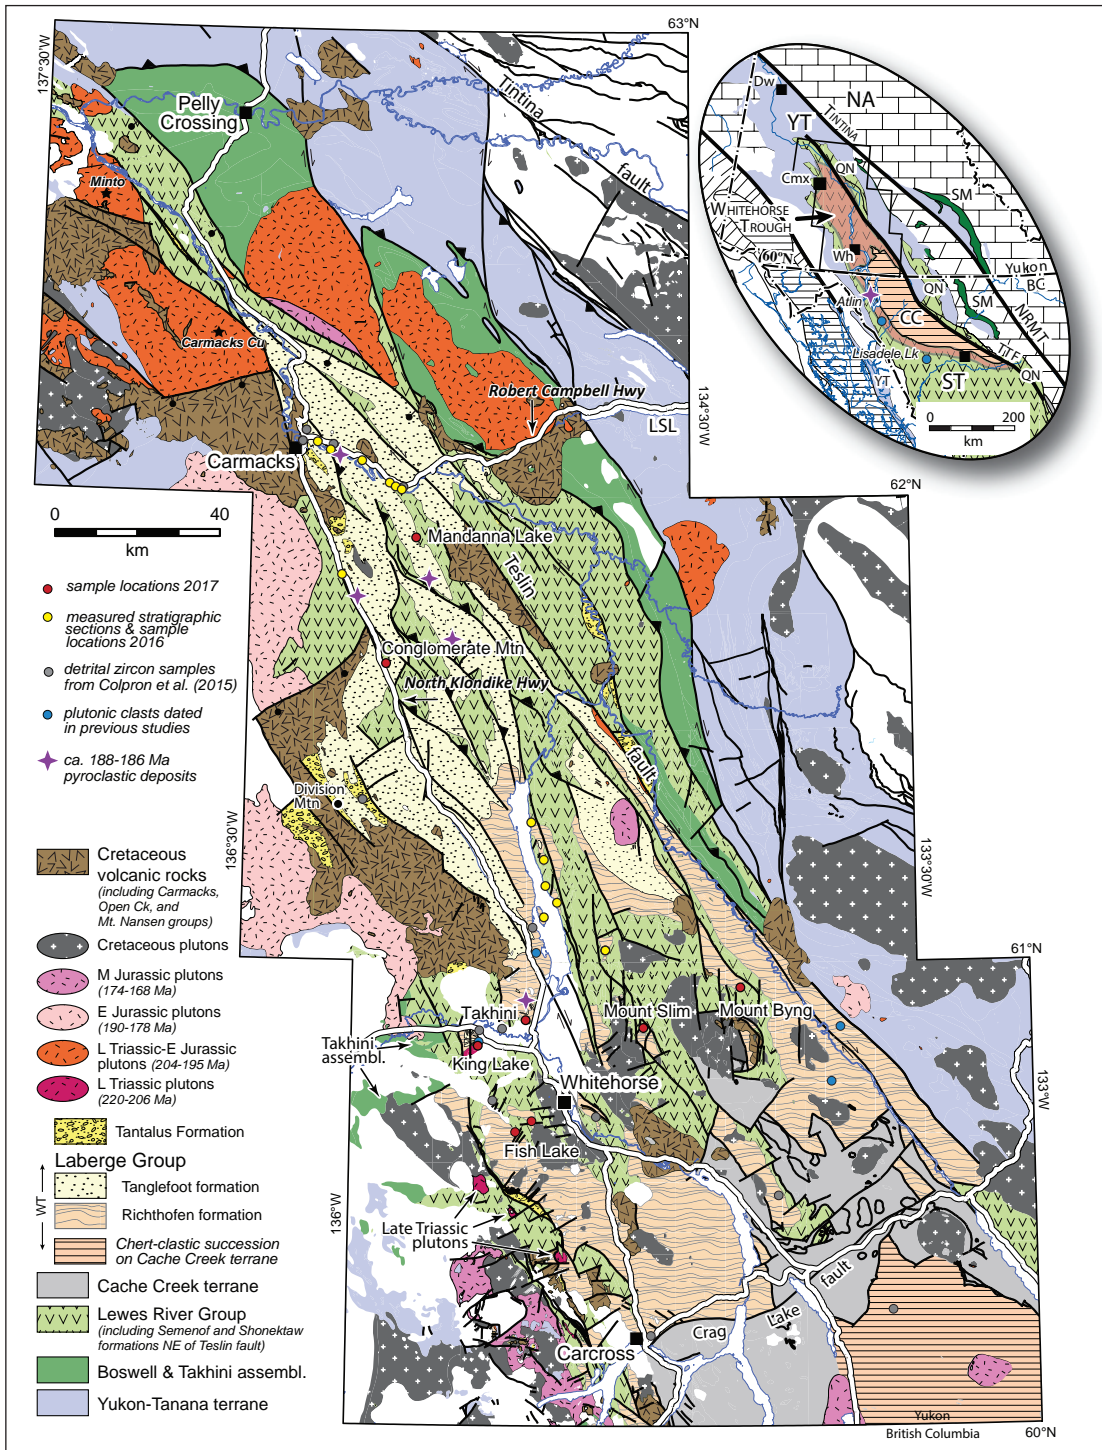 63°N
137°30'W
Tintina
fault
Pelly
Crossing
Minto
Carmacks Cu
Robert Campbell Hwy
LSL
134°30'W
Carmacks
62°N
0 40
km
Mandanna Lake
Teslin
fault
Conglomerate Mtn
North Klondike Hwy
Division
Mtn
136°30'W
133°30'W
61°N
Takhini
Takhini
assembl.
King Lake
Mount Slim
Mount Byng
Whitehorse
133°W
Fish Lake
136°W
Late Triassic
plutons
Crag
Lake
fault
Carcross
Yukon
British Columbia
60°N
sample locations 2017
measured stratigraphic
sections & sample
locations 2016
detrital zircon samples
from Colpron et al. (2015)
plutonic clasts dated
in previous studies
ca. 188-186 Ma
pyroclastic deposits
Cretaceous
volcanic rocks
(including Carmacks,
Open Ck, and
Mt. Nansen groups)
Cretaceous plutons
M Jurassic plutons
(174-168 Ma)
E Jurassic plutons
(190-178 Ma)
L Triassic-E Jurassic
plutons (204-195 Ma)
L Triassic plutons
(220-206 Ma)
Tantalus Formation
Laberge Group
WT
Tanglefoot formation
Richthofen formation
Chert-clastic succession
on Cache Creek terrane
Cache Creek terrane
Lewes River Group
(including Semenof and Shonektaw
formations NE of Teslin fault)
Boswell & Takhini assembl.
Yukon-Tanana terrane
Dw
NA
YT
TINTINA
Cmx
QN
SM
WHITEHORSE
TROUGH
Wh
60°N
Yukon
BC
QN
SM
Atlin
CC
NRMT
Lisadele Lk
TTF
YT
ST
QN
0 200
km